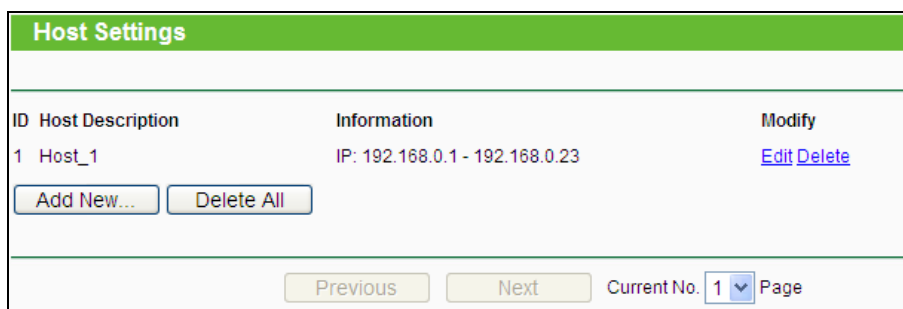 Host Settings
ID Host Description Information Modify
1 Host_1 IP: 192.168.0.1 - 192.168.0.23 Edit Delete
Add New... Delete All
Previous Next Current No. 1 Page